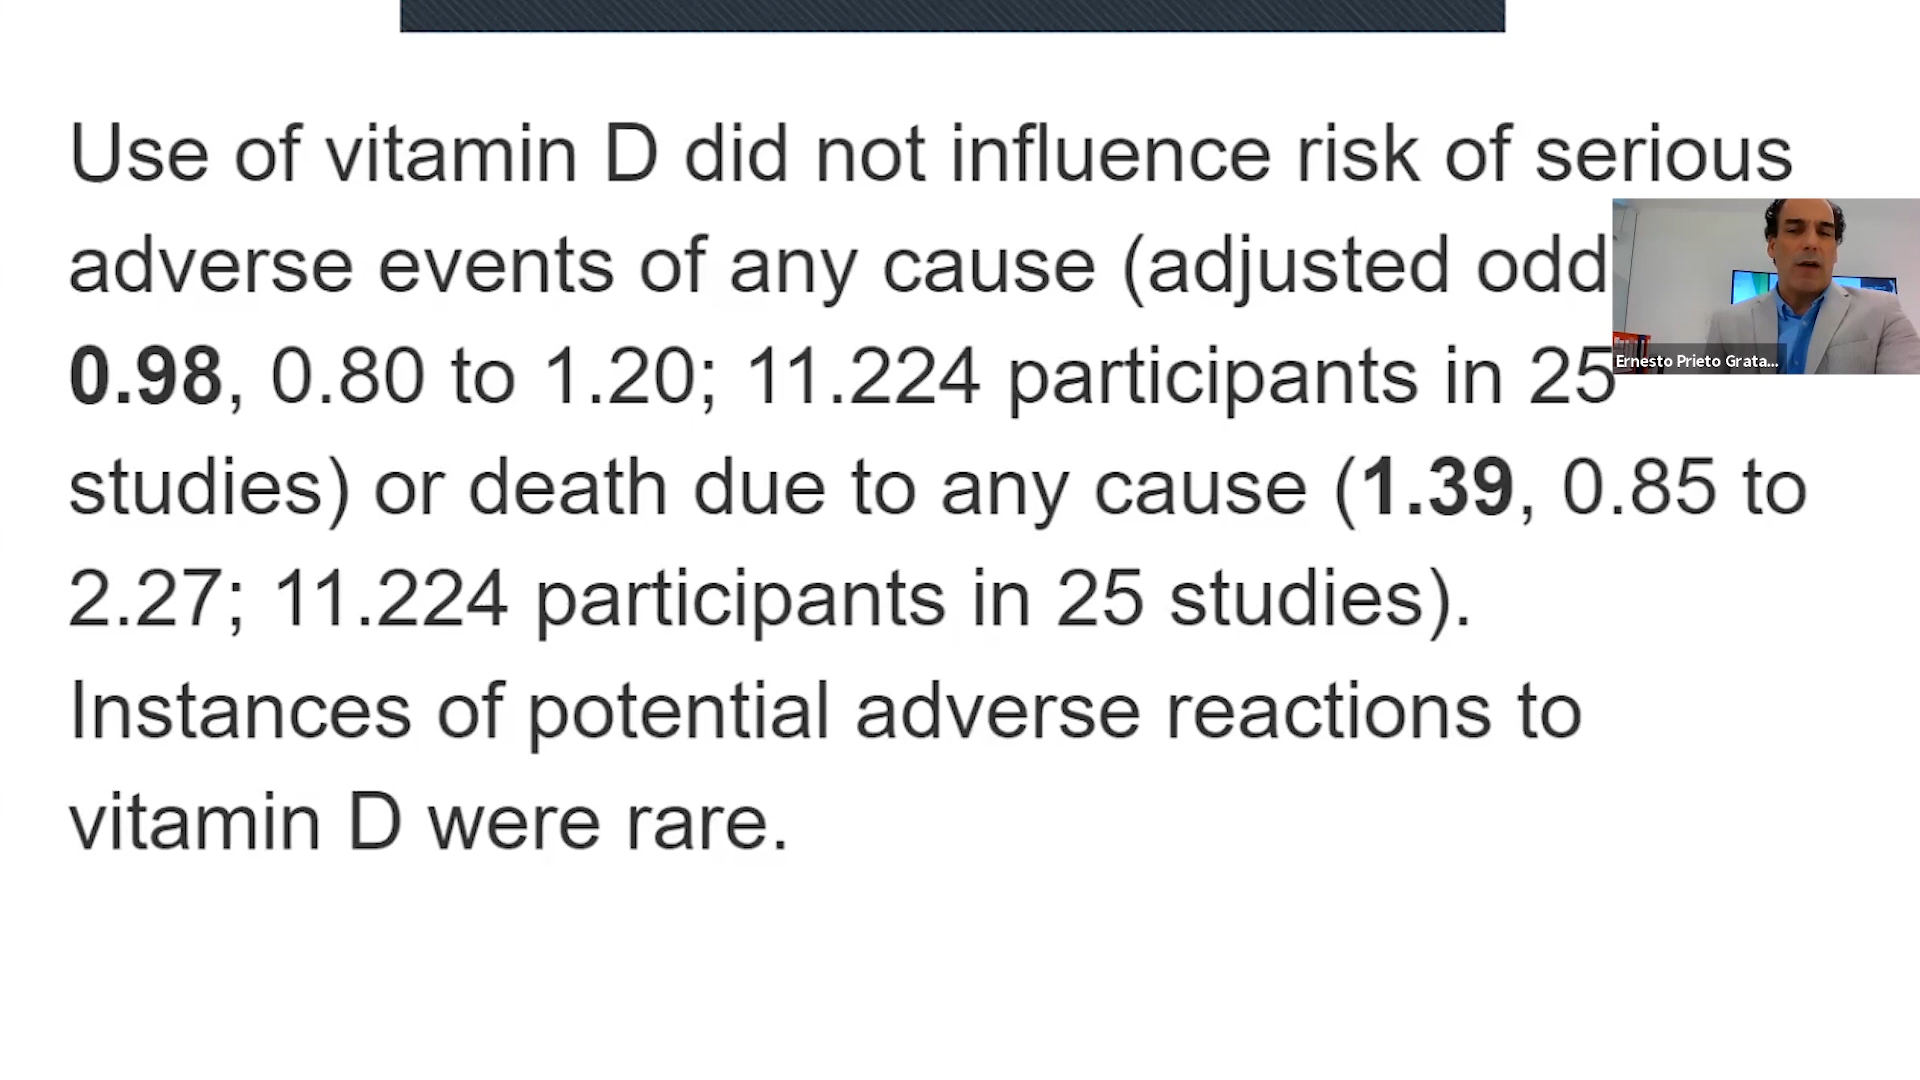 Use of vitamin D did not influence risk of serious
adverse events of any cause (adjusted odd
0.98, 0.80 to 1.20; 11.224 participants in 25
studies) or death due to any cause (1.39, 0.85 to
2.27; 11.224 participants in 25 studies).
Instances of potential adverse reactions to
vitamin D were rare.
Ernesto Prieto Grata...